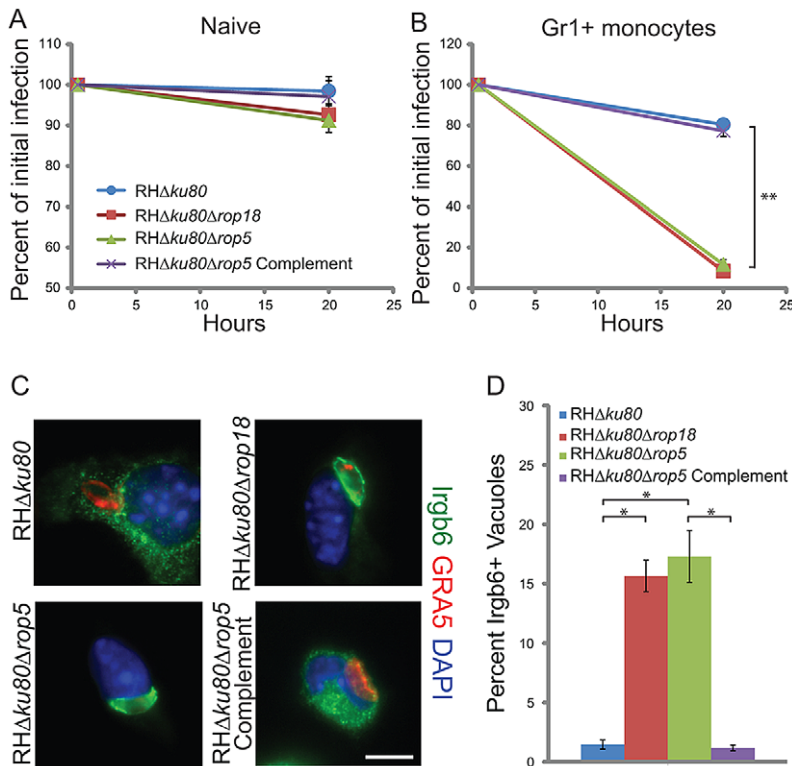 A
Naive
Percent of initial infection
110
100
90
80
70
60
50
0
5
10
15
20
25
Hours
RHΔku80
RHΔku80Δrop18
RHΔku80Δrop5
RHΔku80Δrop5 Complement
B
Gr1+ monocytes
Percent of initial infection
120
100
80
60
40
20
0
0
5
10
15
20
25
Hours
**
C
RHΔku80
RHΔku80Δrop18
RHΔku80Δrop5
RHΔku80Δrop5
Complement
Irgb6 GRA5 DAPI
D
Percent Irgb6+ Vacuoles
30
25
20
15
10
5
0
RHΔku80
RHΔku80Δrop18
RHΔku80Δrop5
RHΔku80Δrop5 Complement
*
*
*